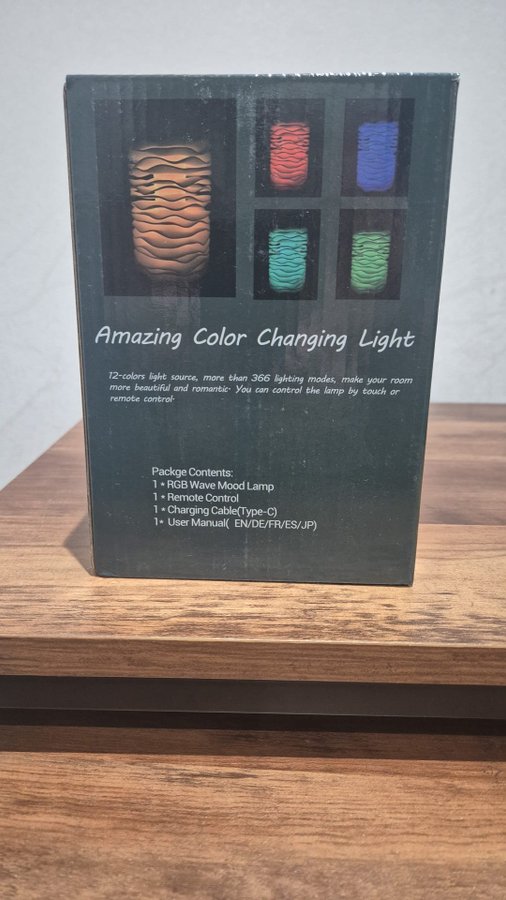 Amazing Color Changing Light
12-colors light source, more than 366 lighting modes, make your room
more beautiful and romantic. You can control the lamp by touch or
remote control.
Packge Contents:
1 * RGB Wave Mood Lamp
1 * Remote Control
1 * Charging Cable(Type-C)
1* User Manual( EN/DE/FR/ES/JP)